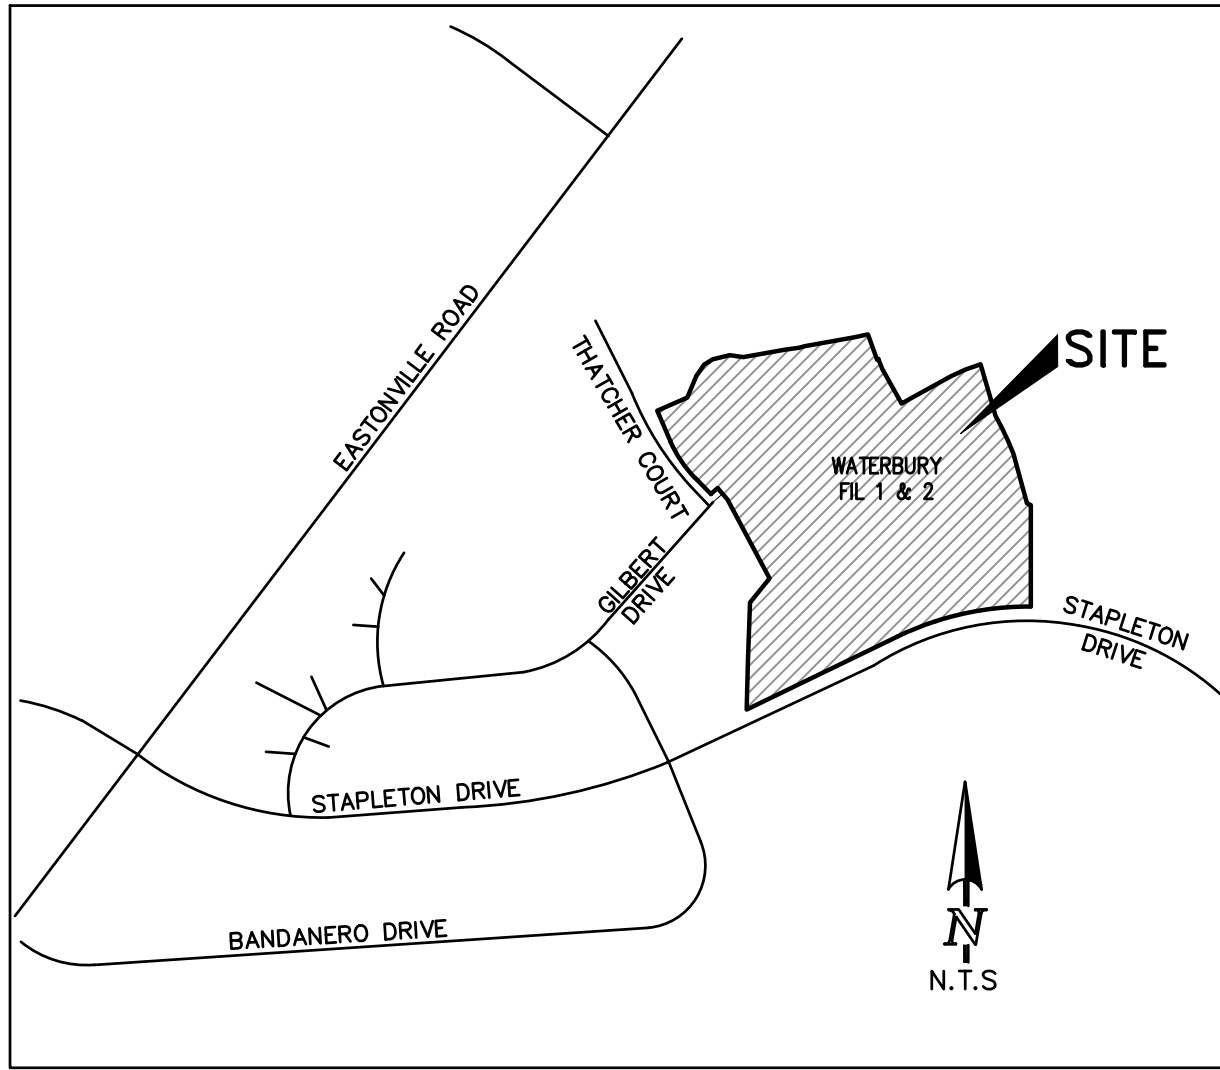 EASTONVILLE ROAD
THATCHER COURT
SITE
WATERBURY
FIL 1 & 2
GILBERT
DRIVE
STAPLETON
DRIVE
STAPLETON DRIVE
BANDANERO DRIVE
N
N.T.S